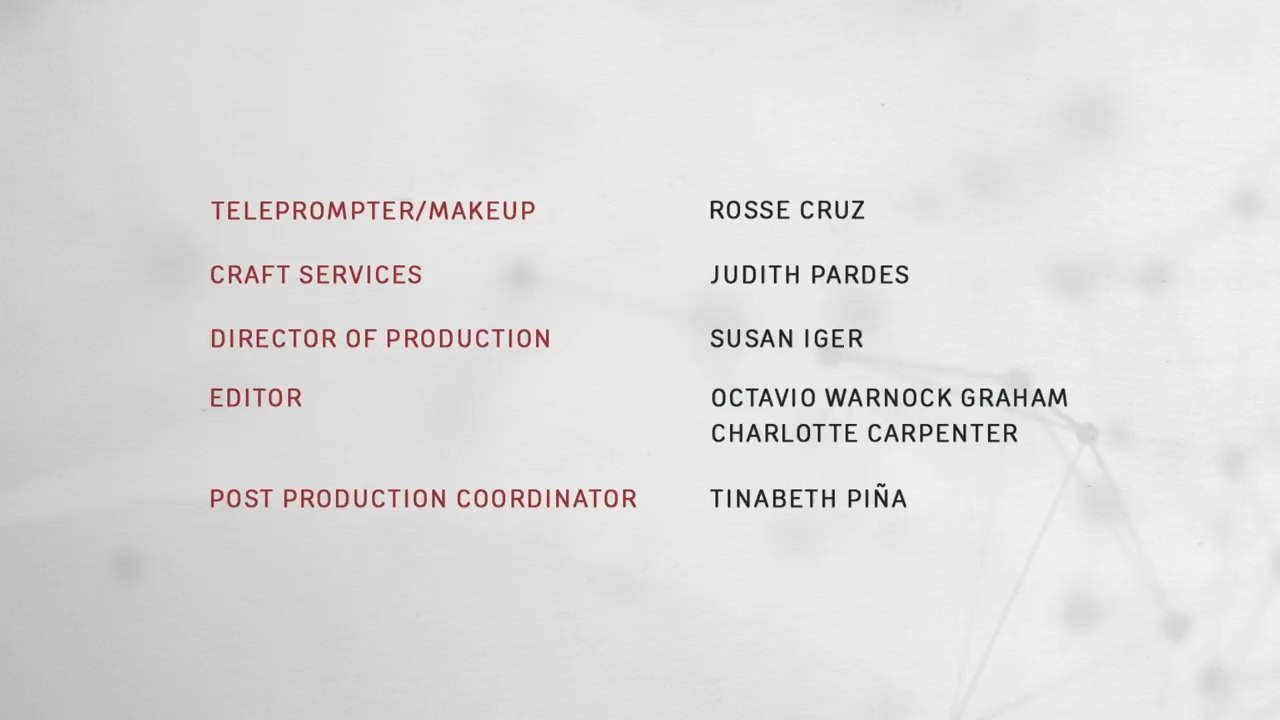 TELEPROMPTER/MAKEUP ROSSE CRUZ
CRAFT SERVICES JUDITH PARDES
DIRECTOR OF PRODUCTION SUSAN IGER
EDITOR OCTAVIO WARNOCK GRAHAM
CHARLOTTE CARPENTER
POST PRODUCTION COORDINATOR TINABETH PIÑA